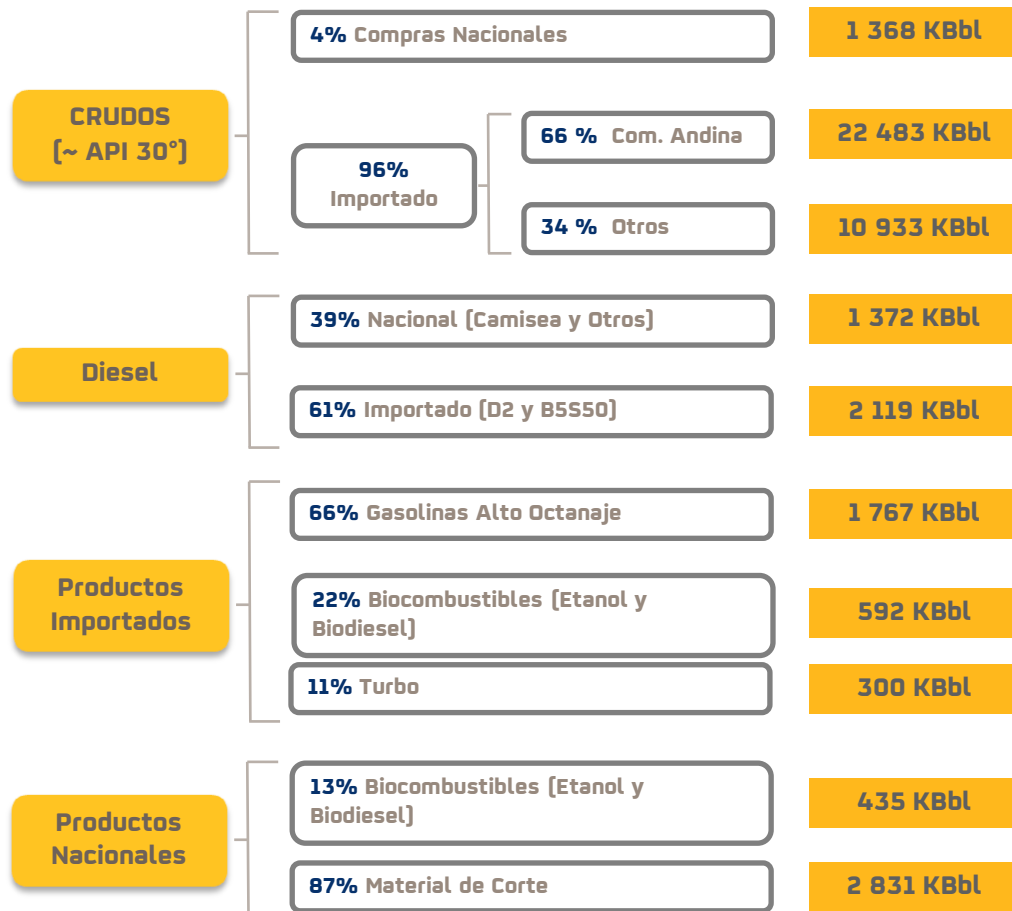 4% Compras Nacionales
1 368 KBbl
CRUDOS
(~ API 30°)
96%
Importado
66 % Com. Andina
22 483 KBbl
34 % Otros
10 933 KBbl
Diesel
39% Nacional (Camisea y Otros)
1 372 KBbl
61% Importado (D2 y B5S50)
2 119 KBbl
Productos
Importados
66% Gasolinas Alto Octanaje
1 767 KBbl
22% Biocombustibles (Etanol y
Biodiesel)
592 KBbl
11% Turbo
300 KBbl
Productos
Nacionales
13% Biocombustibles (Etanol y
Biodiesel)
435 KBbl
87% Material de Corte
2 831 KBbl